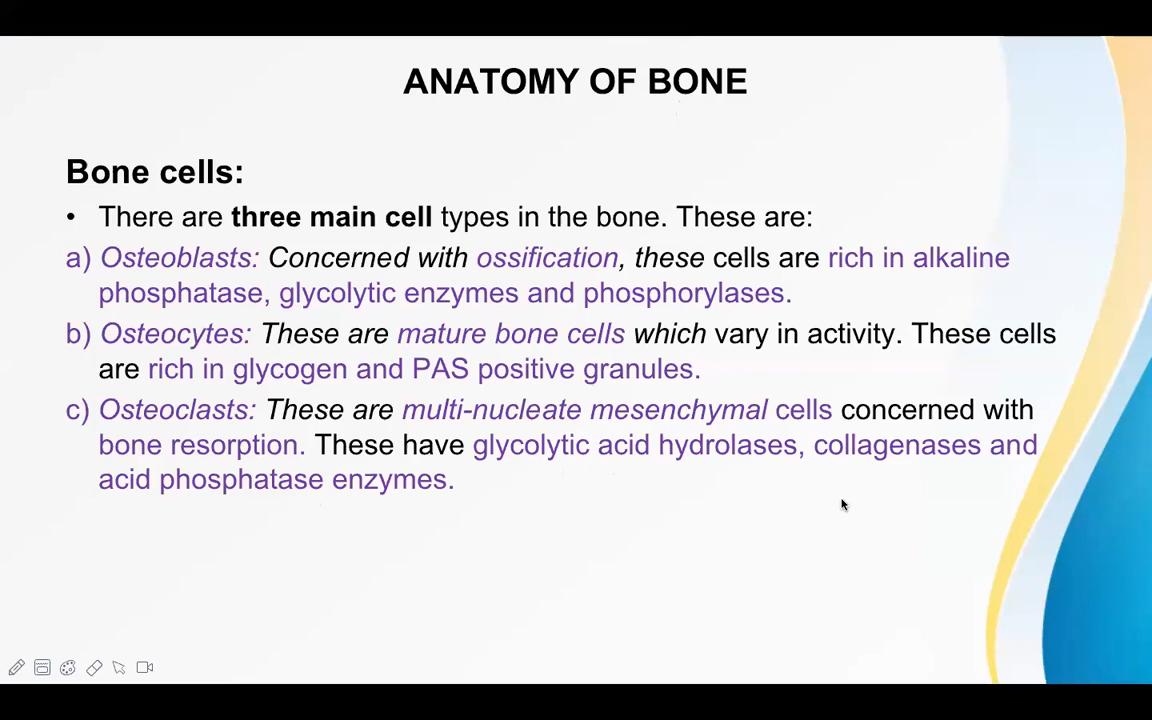 ANATOMY OF BONE
Bone cells:
• There are three main cell types in the bone. These are:
a) Osteoblasts: Concerned with ossification, these cells are rich in alkaline
phosphatase, glycolytic enzymes and phosphorylases.
b) Osteocytes: These are mature bone cells which vary in activity. These cells
are rich in glycogen and PAS positive granules.
c) Osteoclasts: These are multi-nucleate mesenchymal cells concerned with
bone resorption. These have glycolytic acid hydrolases, collagenases and
acid phosphatase enzymes.